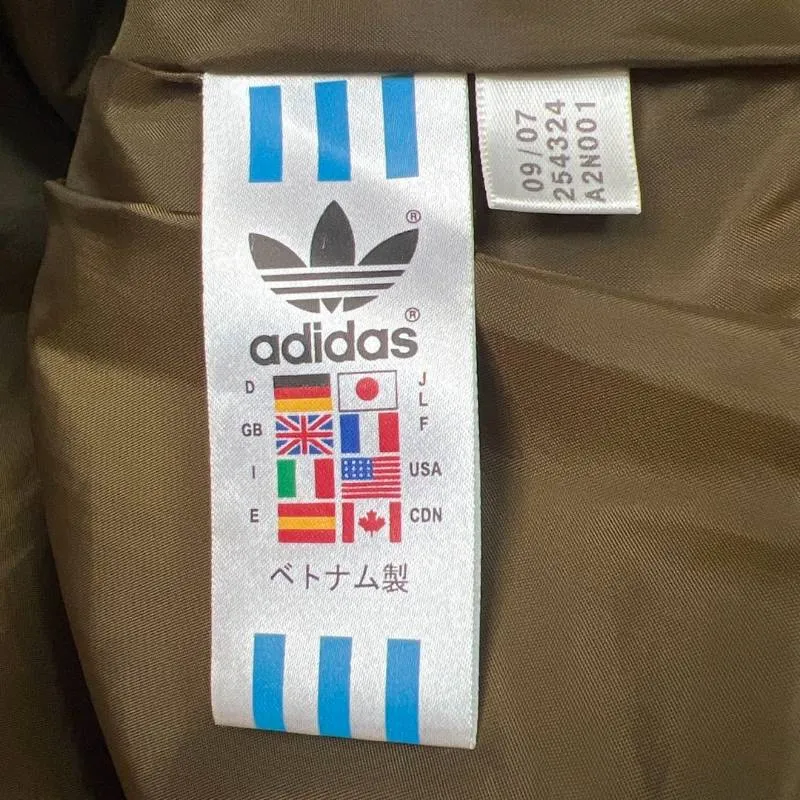 ®
®
adidas
D J
L
GB F
I USA
E CDN
ベトナム製
09/07
254324
A2N001